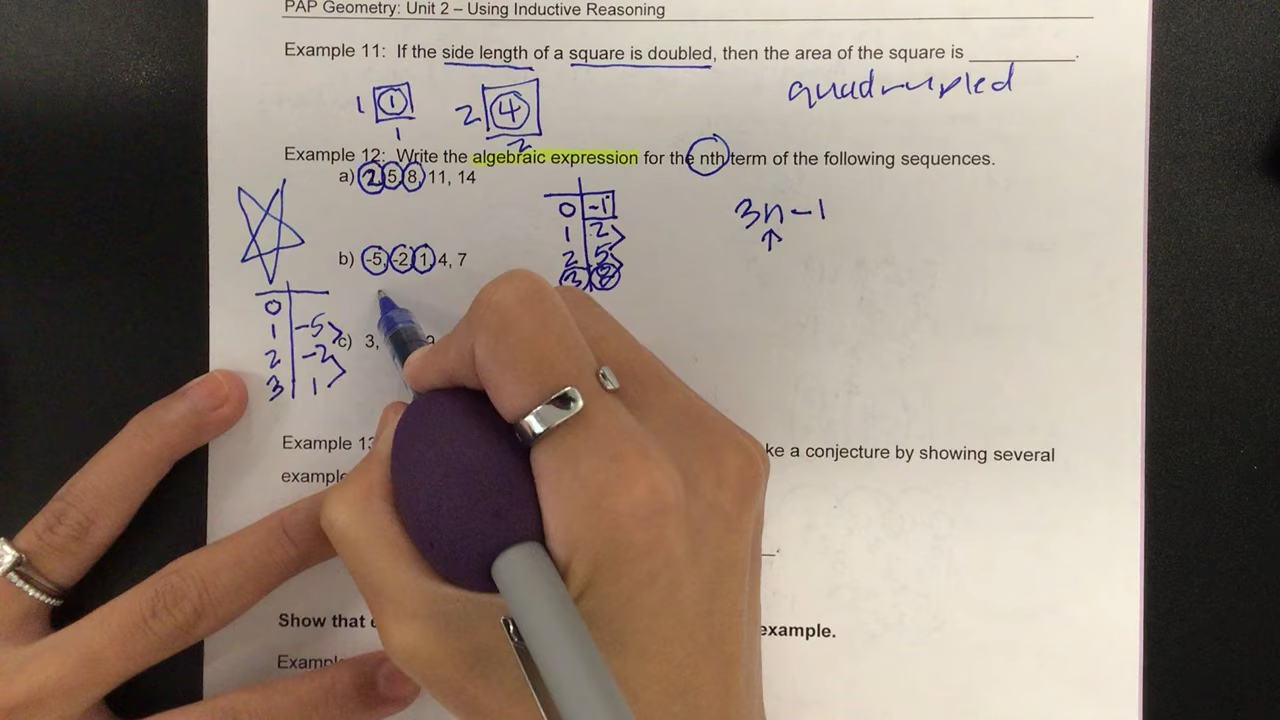 PAP Geometry: Unit 2 – Using Inductive Reasoning
Example 11: If the side length of a square is doubled, then the area of the square is __________.
quadrupled
1 1 1
2 4 2
Example 12: Write the algebraic expression for the nth term of the following sequences.
a) 2, 5, 8, 11, 14
0 -1
1 2
2 5
3 8
3n-1
b) -5, -2, 1, 4, 7
0
1 -5
2 -2
3 1
c) 3,
Example
ke a conjecture by showing several
example
Show that
example.